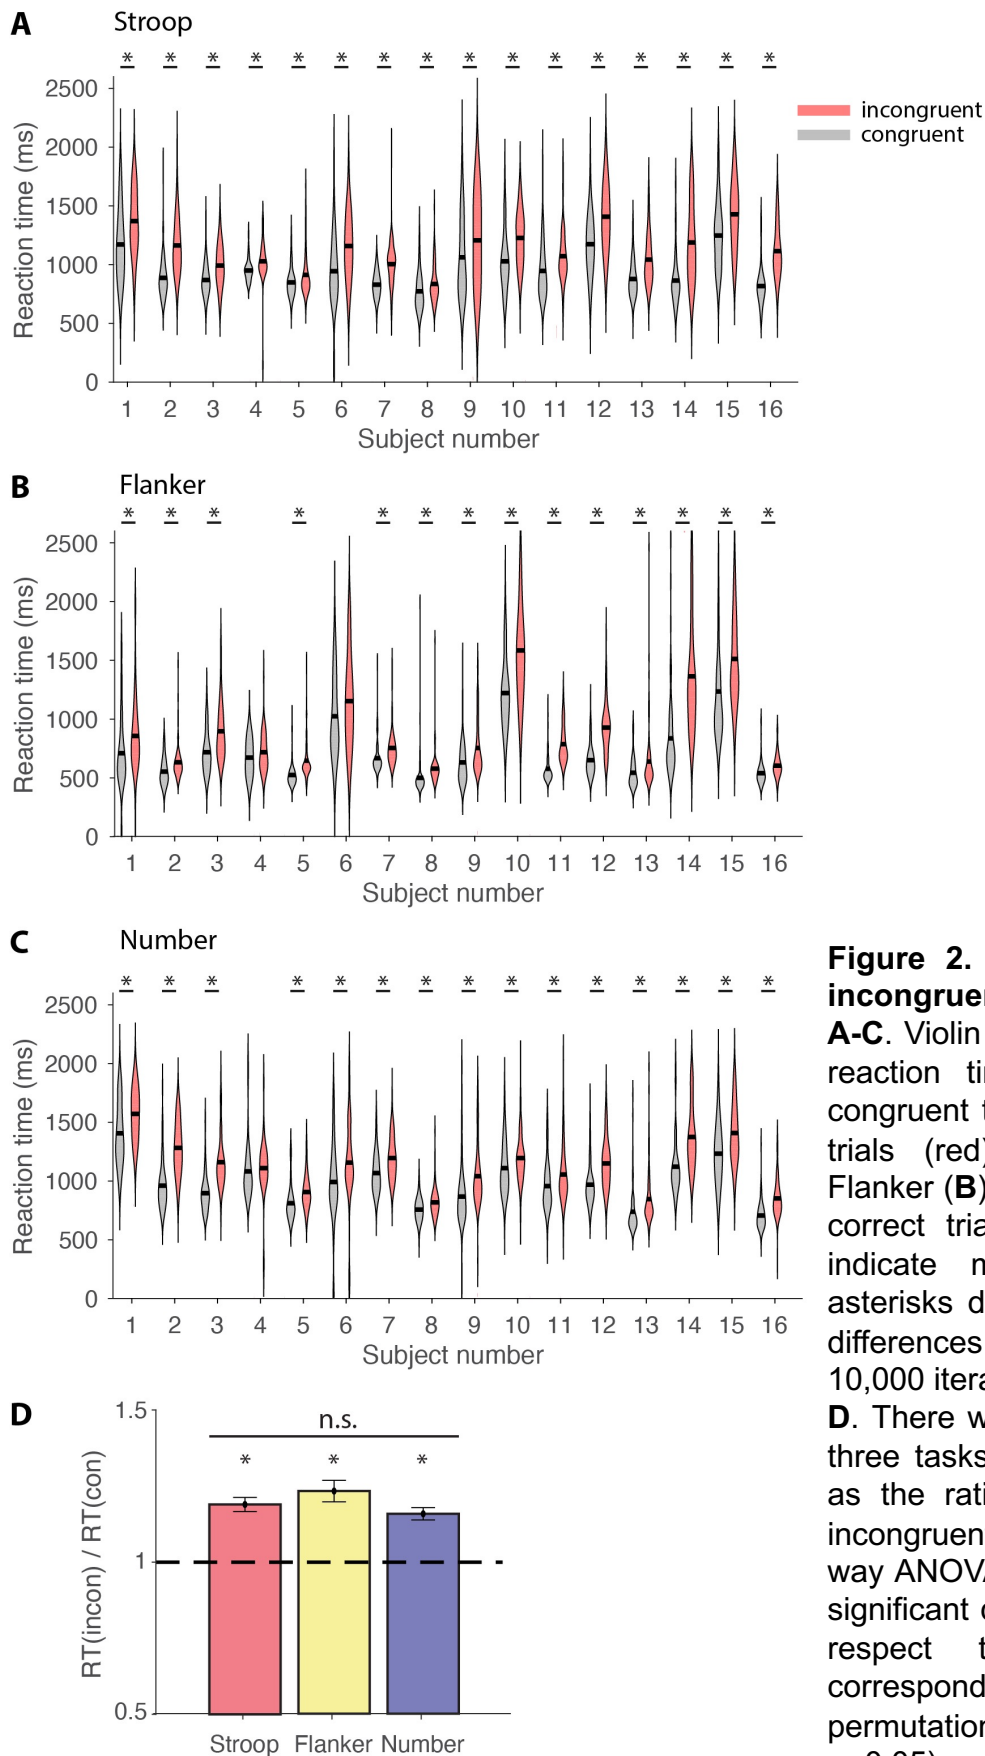 A Stroop
* * * * * * * * * * * * * * * *
2500
2000
1500
1000
500
0
Reaction time (ms)
1 2 3 4 5 6 7 8 9 10 11 12 13 14 15 16
Subject number
incongruent
congruent
B Flanker
* * * * * * * * * * * * * *
2500
2000
1500
1000
500
0
Reaction time (ms)
1 2 3 4 5 6 7 8 9 10 11 12 13 14 15 16
Subject number
C Number
* * * * * * * * * * * * * * *
2500
2000
1500
1000
500
0
Reaction time (ms)
1 2 3 4 5 6 7 8 9 10 11 12 13 14 15 16
Subject number
D
1.5
1
0.5
RT(incon) / RT(con)
n.s.
* * *
Stroop Flanker Number
Figure 2.
incongruen
A-C. Violin
reaction tin
congruent t
trials (red)
Flanker (B)
correct tria
indicate m
asterisks d
differences
10,000 itera
D. There w
three tasks
as the rati
incongruen
way ANOVA
significant c
respect t
correspond
permutation